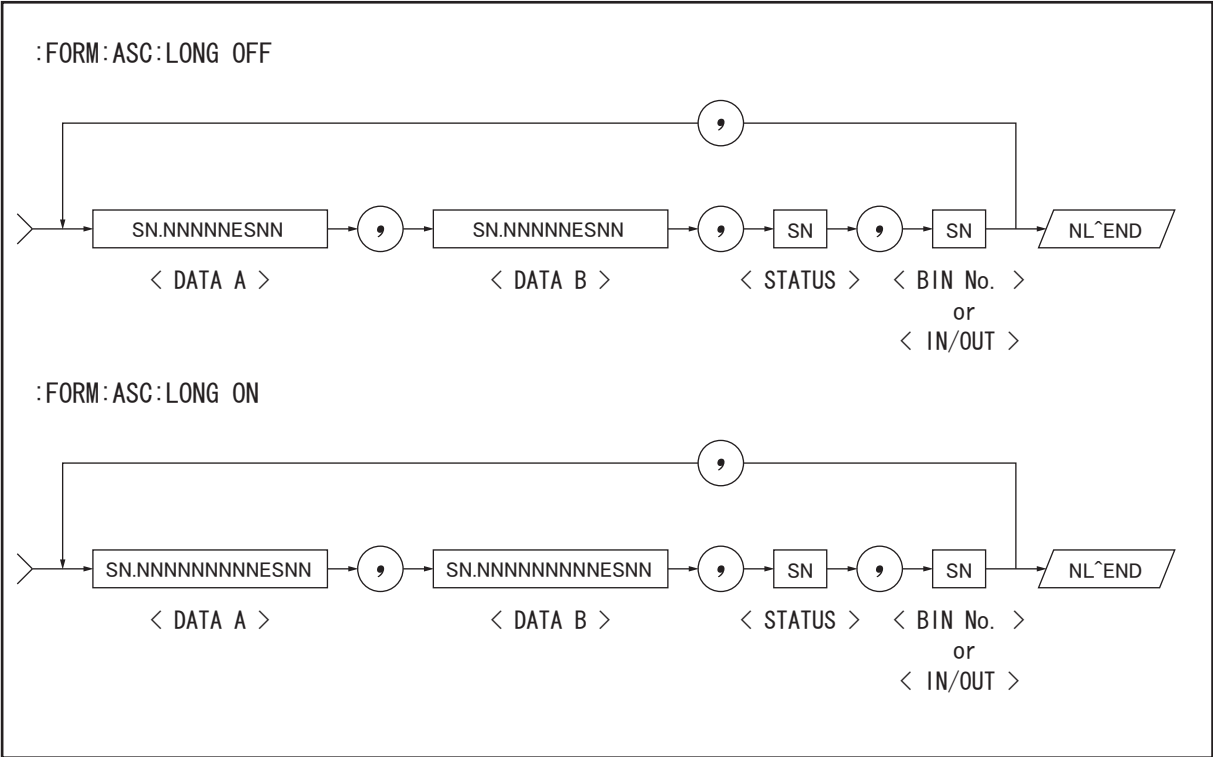 :FORM:ASC:LONG OFF
,
SN.NNNNNESNN , SN.NNNNNESNN , SN , SN NL^END
< DATA A > < DATA B > < STATUS > < BIN No. >
or
< IN/OUT >
:FORM:ASC:LONG ON
,
SN.NNNNNNNNNESNN , SN.NNNNNNNNNESNN , SN , SN NL^END
< DATA A > < DATA B > < STATUS > < BIN No. >
or
< IN/OUT >